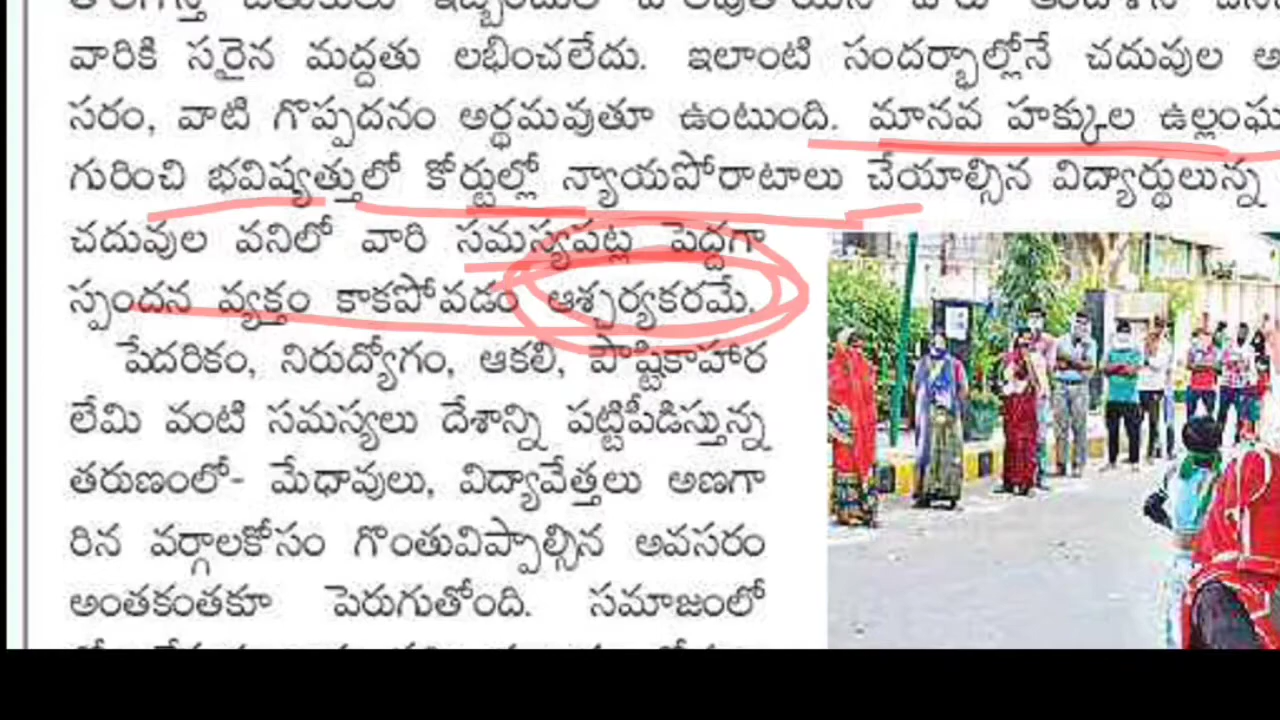 వారికి సరైన మద్దతు లభించలేదు. ఇలాంటి సందర్భాల్లోనే చదువుల
సరం, వాటి గొప్పదనం అర్థమవుతూ ఉంటుంది. మానవ హక్కుల ఉల్లంఘ
గురించి భవిష్యత్తులో కోర్టుల్లో న్యాయపోరాటాలు చేయాల్సిన విద్యార్థులున్న
చదువుల వనిలో వారి సమస్యపట్ల పెద్దగా
స్పందన వ్యక్తం కాకపోవడం ఆశ్చర్యకరమే.
పేదరికం, నిరుద్యోగం, ఆకలి, పౌష్టికాహార
లేమి వంటి సమస్యలు దేశాన్ని పట్టిపీడిస్తున్న
తరుణంలో- మేధావులు, విద్యావేత్తలు అణగా
రిన వర్గాలకోసం గొంతువిప్పాల్సిన అవసరం
అంతకంతకూ పెరుగుతోంది. సమాజంలో